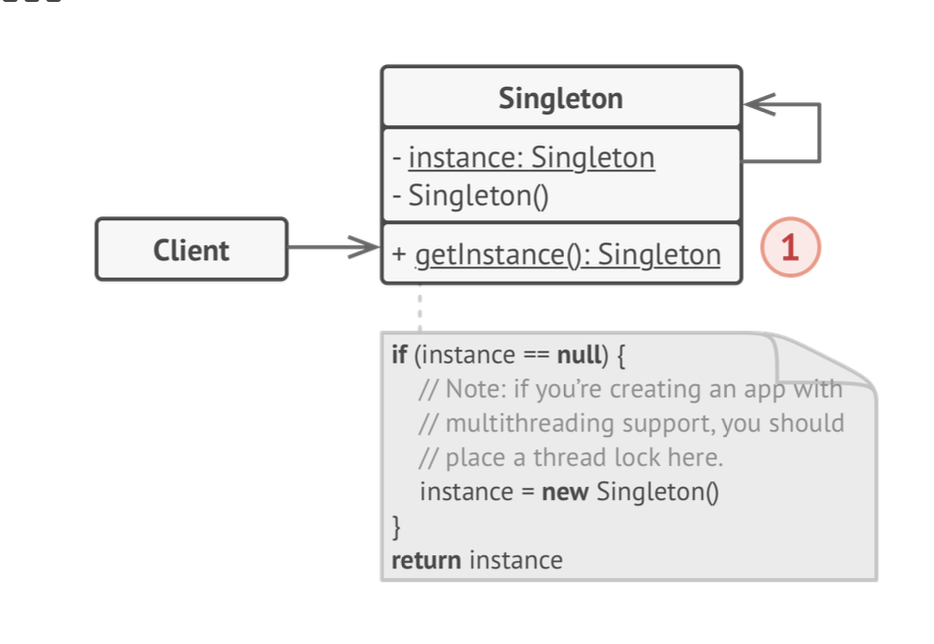 Singleton
- instance: Singleton
- Singleton()
Client
+ getInstance(): Singleton
1
if (instance == null) {
// Note: if you’re creating an app with
// multithreading support, you should
// place a thread lock here.
instance = new Singleton()
}
return instance